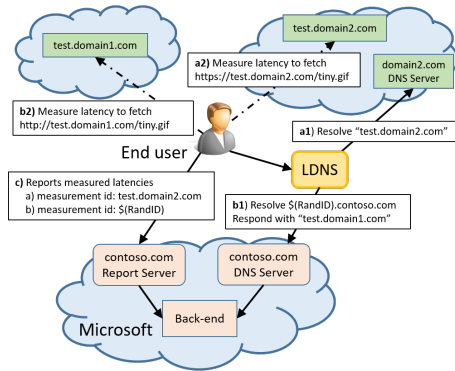 test.domain1.com
test.domain2.com
a2) Measure latency to fetch
https://test.domain2.com/tiny.gif
domain2.com
DNS Server
b2) Measure latency to fetch
http://test.domain1.com/tiny.gif
a1) Resolve “test.domain2.com”
End user
LDNS
c) Reports measured latencies
a) measurement id: test.domain2.com
b) measurement id: $(RandID)
b1) Resolve $(RandID).contoso.com
Respond with “test.domain1.com”
contoso.com
Report Server
contoso.com
DNS Server
Back-end
Microsoft